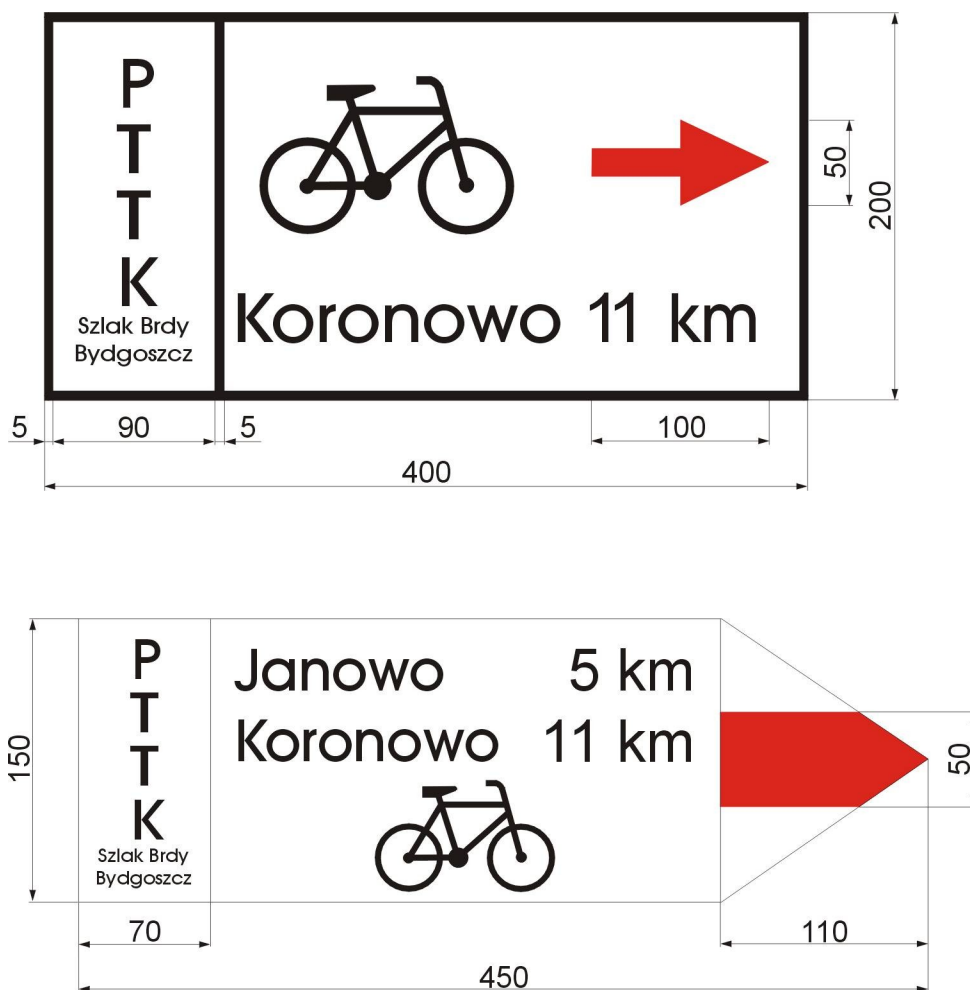 P
T
T
K
Szlak Brdy
Bydgoszcz
Koronowo 11 km
50
200
5
90
5
100
400
P
T
T
K
Szlak Brdy
Bydgoszcz
Janowo 5 km
Koronowo 11 km
150
50
70
110
450